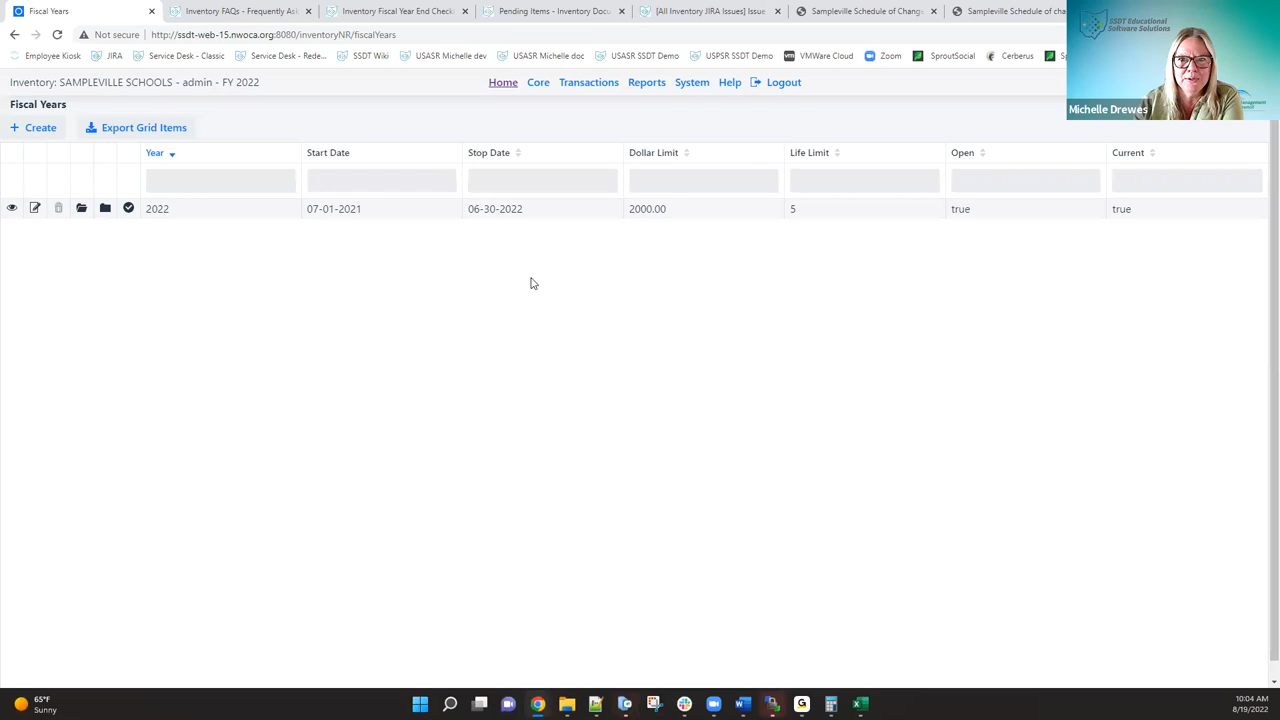 Fiscal Years
Inventory FAQs - Frequently Ask
Inventory Fiscal Year End Checkl
Pending Items - Inventory Docu
[All Inventory JIRA Issues] Issue
Sampleville Schedule of Change
Sampleville Schedule of cha
Not secure
http://ssdt-web-15.nwoca.org:8080/inventoryNR/fiscalYears
Employee Kiosk
JIRA
Service Desk - Classic
Service Desk - Rede...
SSDT Wiki
USASR Michelle dev
USASR Michelle doc
USASR SSDT Demo
USPSR SSDT Demo
VMWare Cloud
Zoom
SproutSocial
Cerberus
SSDT Educational
Software Solutions
Michelle Drewes
Inventory: SAMPLEVILLE SCHOOLS - admin - FY 2022
Home Core Transactions Reports System Help Logout
Fiscal Years
Create Export Grid Items
Year Start Date Stop Date Dollar Limit Life Limit Open Current
2022 07-01-2021 06-30-2022 2000.00 5 true true
65°F
Sunny
10:04 AM
8/19/2022